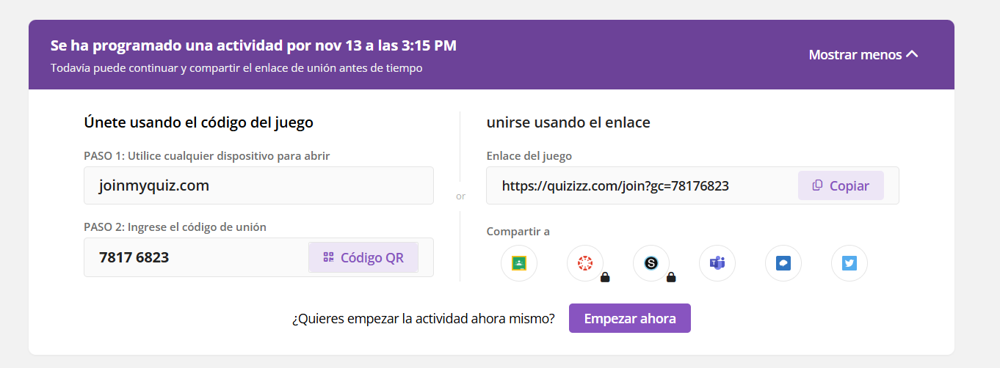 Se ha programado una actividad por nov 13 a las 3:15 PM
Todavía puede continuar y compartir el enlace de unión antes de tiempo
Mostrar menos
Únete usando el código del juego
PASO 1: Utilice cualquier dispositivo para abrir
joinmyquiz.com
PASO 2: Ingrese el código de unión
7817 6823
Código QR
or
unirse usando el enlace
Enlace del juego
https://quizizz.com/join?gc=78176823
Copiar
Compartir a
S
¿Quieres empezar la actividad ahora mismo?
Empezar ahora